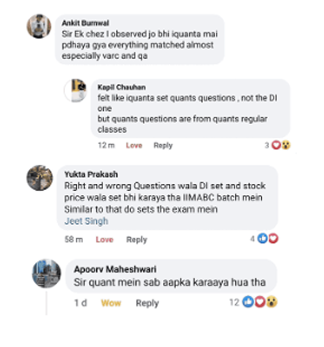 Ankit Burnwal
Sir Ek chez I observed jo bhi iquanta mai
pdhaya gya everything matched almost
especially varc and qa
Kapil Chauhan
felt like iquanta set quants questions , not the DI
one
but quants questions are from quants regular
classes
12 m Love Reply 3
Yukta Prakash
Right and wrong Questions wala DI set and stock
price wala set bhi karaya tha IIMABC batch mein
Similar to that do sets the exam mein
Jeet Singh
58 m Love Reply 4
Apoorv Maheshwari
Sir quant mein sab aapka karaaya hua tha
1 d Wow Reply 12